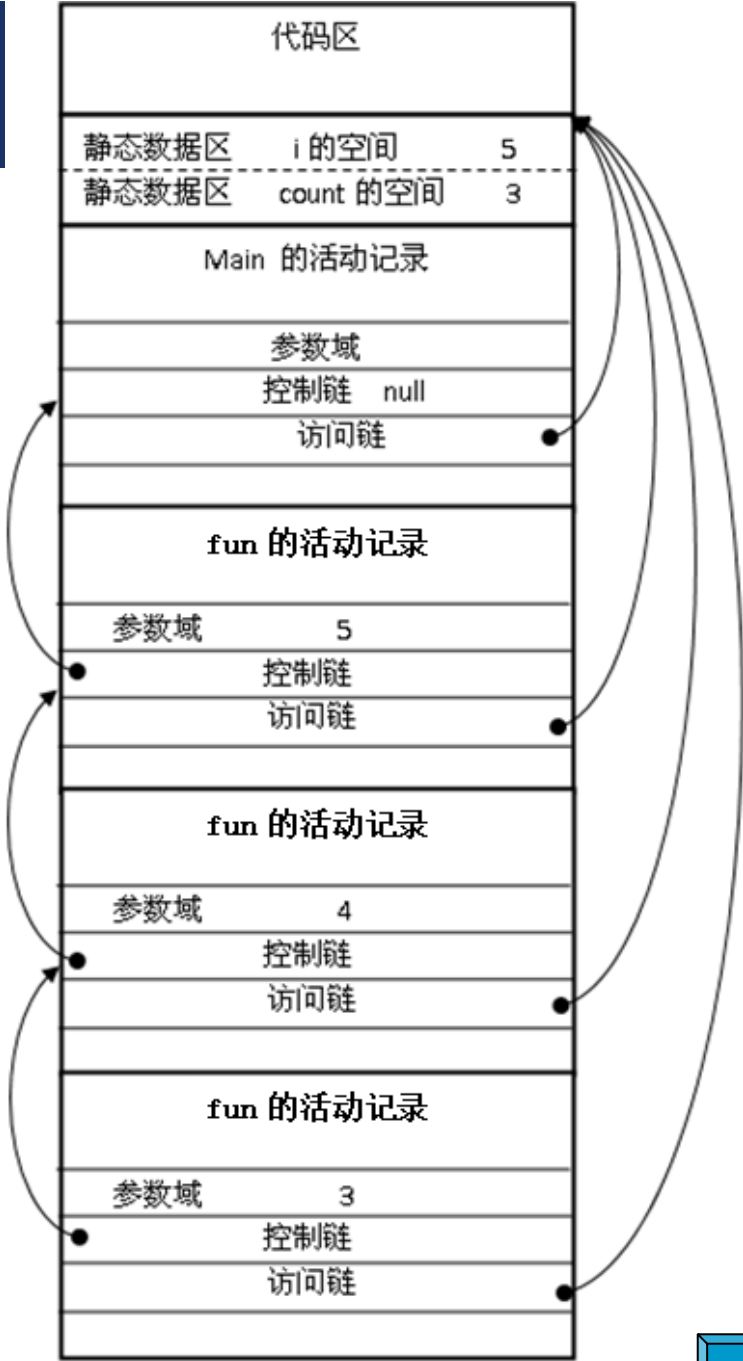 代码区
静态数据区 i 的空间 5
静态数据区 count 的空间 3
Main 的活动记录
参数域
控制链 null
访问链
fun 的活动记录
参数域 5
控制链
访问链
fun 的活动记录
参数域 4
控制链
访问链
fun 的活动记录
参数域 3
控制链
访问链